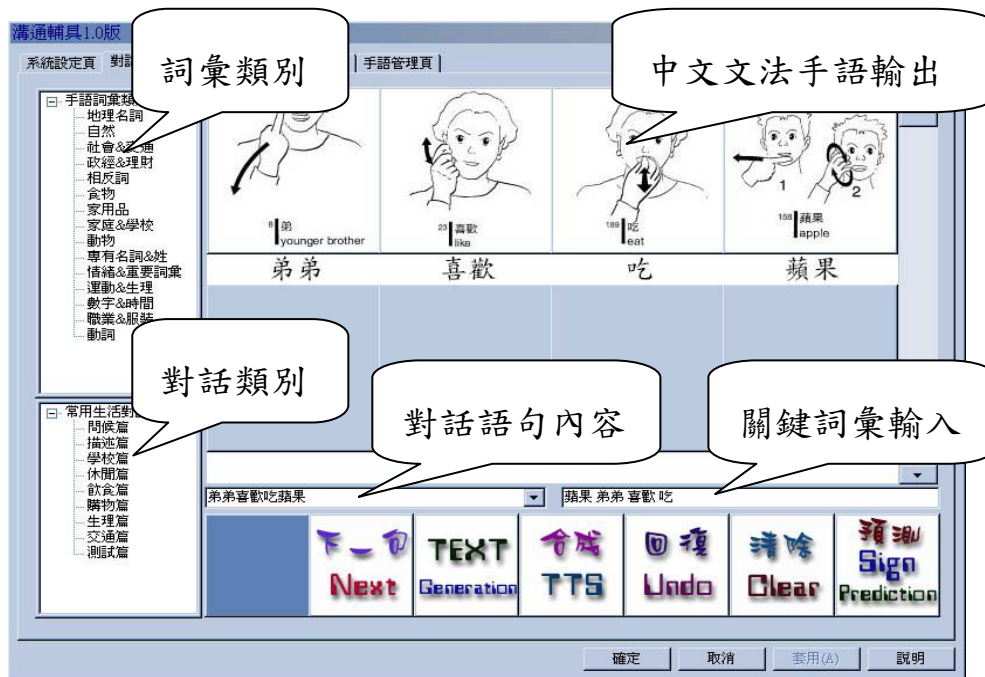 溝通輔具1.0版
系統設定頁 對話 手語管理頁
詞彙類別
中文文法手語輸出
手語詞彙類
地理名詞
自然
社會&交通
政經&理財
相反詞
食物
家用品
家庭&學校
動物
專有名詞&姓
情緒&重要詞彙
運動&生理
數字&時間
職業&服裝
動詞
8 弟
younger brother
23 喜歡
like
189 吃
eat
1 2
158 蘋果
apple
弟弟 喜歡 吃 蘋果
對話類別
對話語句內容
關鍵詞彙輸入
常用生活對
問候篇
描述篇
學校篇
休閒篇
飲食篇
購物篇
生理篇
交通篇
測試篇
弟弟喜歡吃蘋果
蘋果 弟弟 喜歡 吃
下一句 Next
TEXT Generation
合成 TTS
回復 Undo
清除 Clear
預測 Sign Prediction
確定 取消 套用(A) 說明